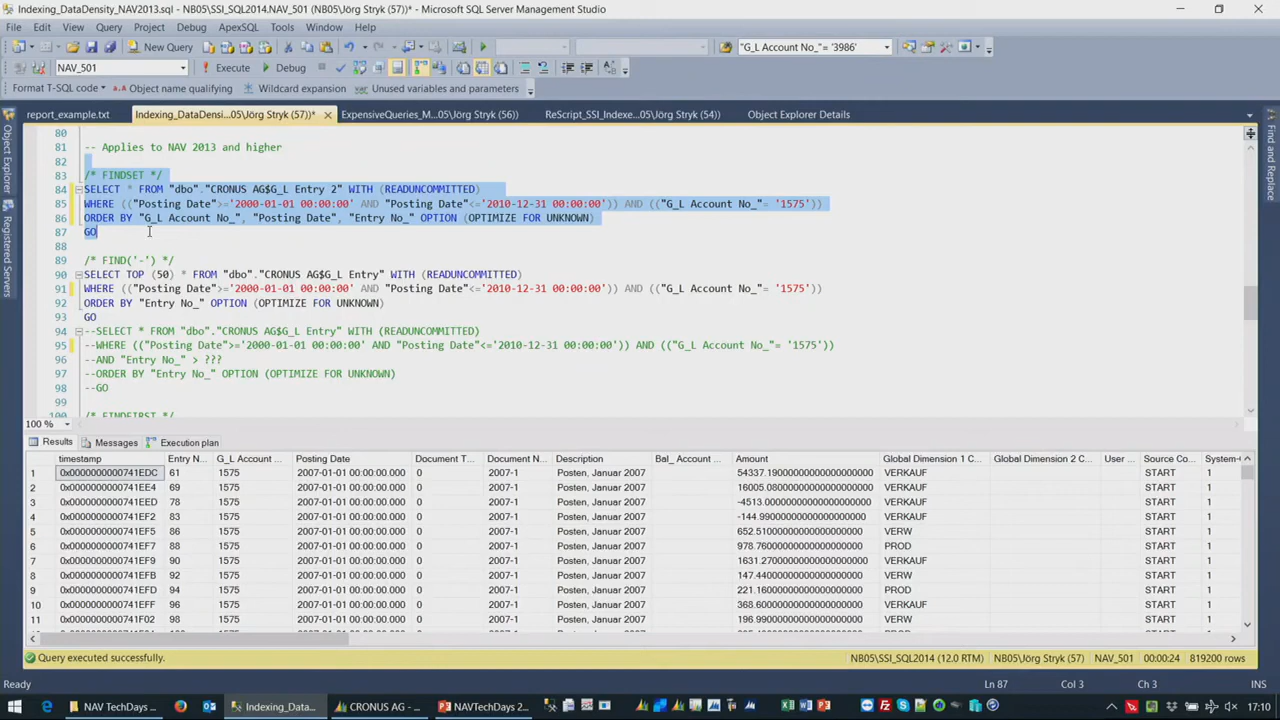 Indexing_DataDensity_NAV2013.sql - NB05\SSI_SQL2014.NAV_501 (NB05\Jörg Stryk (57))* - Microsoft SQL Server Management Studio
File Edit View Query Project Debug ApexSQL Tools Window Help
New Query "G_L Account No_"= '3986'
NAV_501 Execute Debug
Format T-SQL code Object name qualifying Wildcard expansion Unused variables and parameters
report_example.txt Indexing_DataDensi...05\Jörg Stryk (57))* ExpensiveQueries_M...05\Jörg Stryk (56)) ReScript_SSI_Indexe...05\Jörg Stryk (54)) Object Explorer Details
Object Explorer
Registered Servers
Find and Replace
80
81 -- Applies to NAV 2013 and higher
82
83 /* FINDSET */
84 SELECT * FROM "dbo"."CRONUS AG$G_L Entry 2" WITH (READUNCOMMITTED)
85 WHERE (("Posting Date">='2000-01-01 00:00:00' AND "Posting Date"<='2010-12-31 00:00:00')) AND (("G_L Account No_"= '1575'))
86 ORDER BY "G_L Account No_", "Posting Date", "Entry No_" OPTION (OPTIMIZE FOR UNKNOWN)
87 GO
88
89 /* FIND('-') */
90 SELECT TOP (50) * FROM "dbo"."CRONUS AG$G_L Entry" WITH (READUNCOMMITTED)
91 WHERE (("Posting Date">='2000-01-01 00:00:00' AND "Posting Date"<='2010-12-31 00:00:00')) AND (("G_L Account No_"= '1575'))
92 ORDER BY "Entry No_" OPTION (OPTIMIZE FOR UNKNOWN)
93 GO
94 --SELECT * FROM "dbo"."CRONUS AG$G_L Entry" WITH (READUNCOMMITTED)
95 --WHERE (("Posting Date">='2000-01-01 00:00:00' AND "Posting Date"<='2010-12-31 00:00:00')) AND (("G_L Account No_"= '1575'))
96 --AND "Entry No_" > ???
97 --ORDER BY "Entry No_" OPTION (OPTIMIZE FOR UNKNOWN)
98 --GO
99
100 /* FINDFIRST */
100 %
Results Messages Execution plan
timestamp Entry N... G_L Account ... Posting Date Document T... Document N... Description Bal_ Account ... Amount Global Dimension 1 C... Global Dimension 2 C... User ... Source Co... System-
1 0x0000000000741EDC 61 1575 2007-01-01 00:00:00.000 0 2007-1 Posten, Januar 2007 54337.19000000000000000000 VERKAUF START 1
2 0x0000000000741EE4 69 1575 2007-01-01 00:00:00.000 0 2007-1 Posten, Januar 2007 16005.08000000000000000000 VERKAUF START 1
3 0x0000000000741EED 78 1575 2007-01-01 00:00:00.000 0 2007-1 Posten, Januar 2007 -4513.00000000000000000000 VERKAUF START 1
4 0x0000000000741EF2 83 1575 2007-01-01 00:00:00.000 0 2007-1 Posten, Januar 2007 -144.99000000000000000000 VERKAUF START 1
5 0x0000000000741EF5 86 1575 2007-01-01 00:00:00.000 0 2007-1 Posten, Januar 2007 652.51000000000000000000 VERW START 1
6 0x0000000000741EF7 88 1575 2007-01-01 00:00:00.000 0 2007-1 Posten, Januar 2007 978.76000000000000000000 PROD START 1
7 0x0000000000741EF9 90 1575 2007-01-01 00:00:00.000 0 2007-1 Posten, Januar 2007 1631.27000000000000000000 VERKAUF START 1
8 0x0000000000741EFB 92 1575 2007-01-01 00:00:00.000 0 2007-1 Posten, Januar 2007 147.44000000000000000000 VERW START 1
9 0x0000000000741EFD 94 1575 2007-01-01 00:00:00.000 0 2007-1 Posten, Januar 2007 221.16000000000000000000 PROD START 1
10 0x0000000000741EFF 96 1575 2007-01-01 00:00:00.000 0 2007-1 Posten, Januar 2007 368.60000000000000000000 VERKAUF START 1
11 0x0000000000741F02 98 1575 2007-01-01 00:00:00.000 0 2007-1 Posten, Januar 2007 196.99000000000000000000 VERW START 1
Query executed successfully. NB05\SSI_SQL2014 (12.0 RTM) NB05\Jörg Stryk (57) NAV_501 00:00:24 819200 rows
Ready Ln 87 Col 3 Ch 3 INS
NAV TechDays ... Indexing_Data... CRONUS AG - ... NAVTechDays 2... 17:10